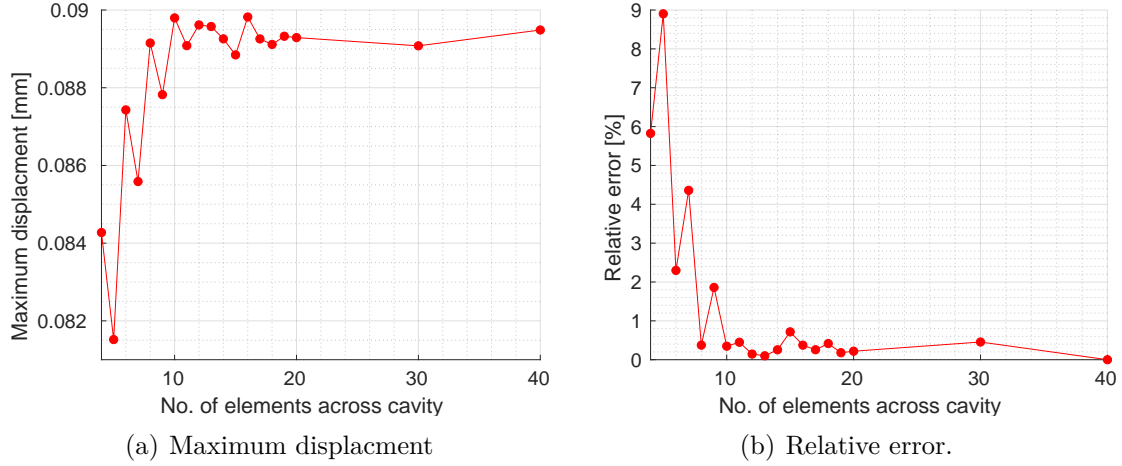 0.09
0.088
0.086
0.084
0.082
Maximum displacment [mm]
10 20 30 40
No. of elements across cavity
(a) Maximum displacment
9
8
7
6
5
4
3
2
1
0
Relative error [%]
10 20 30 40
No. of elements across cavity
(b) Relative error.